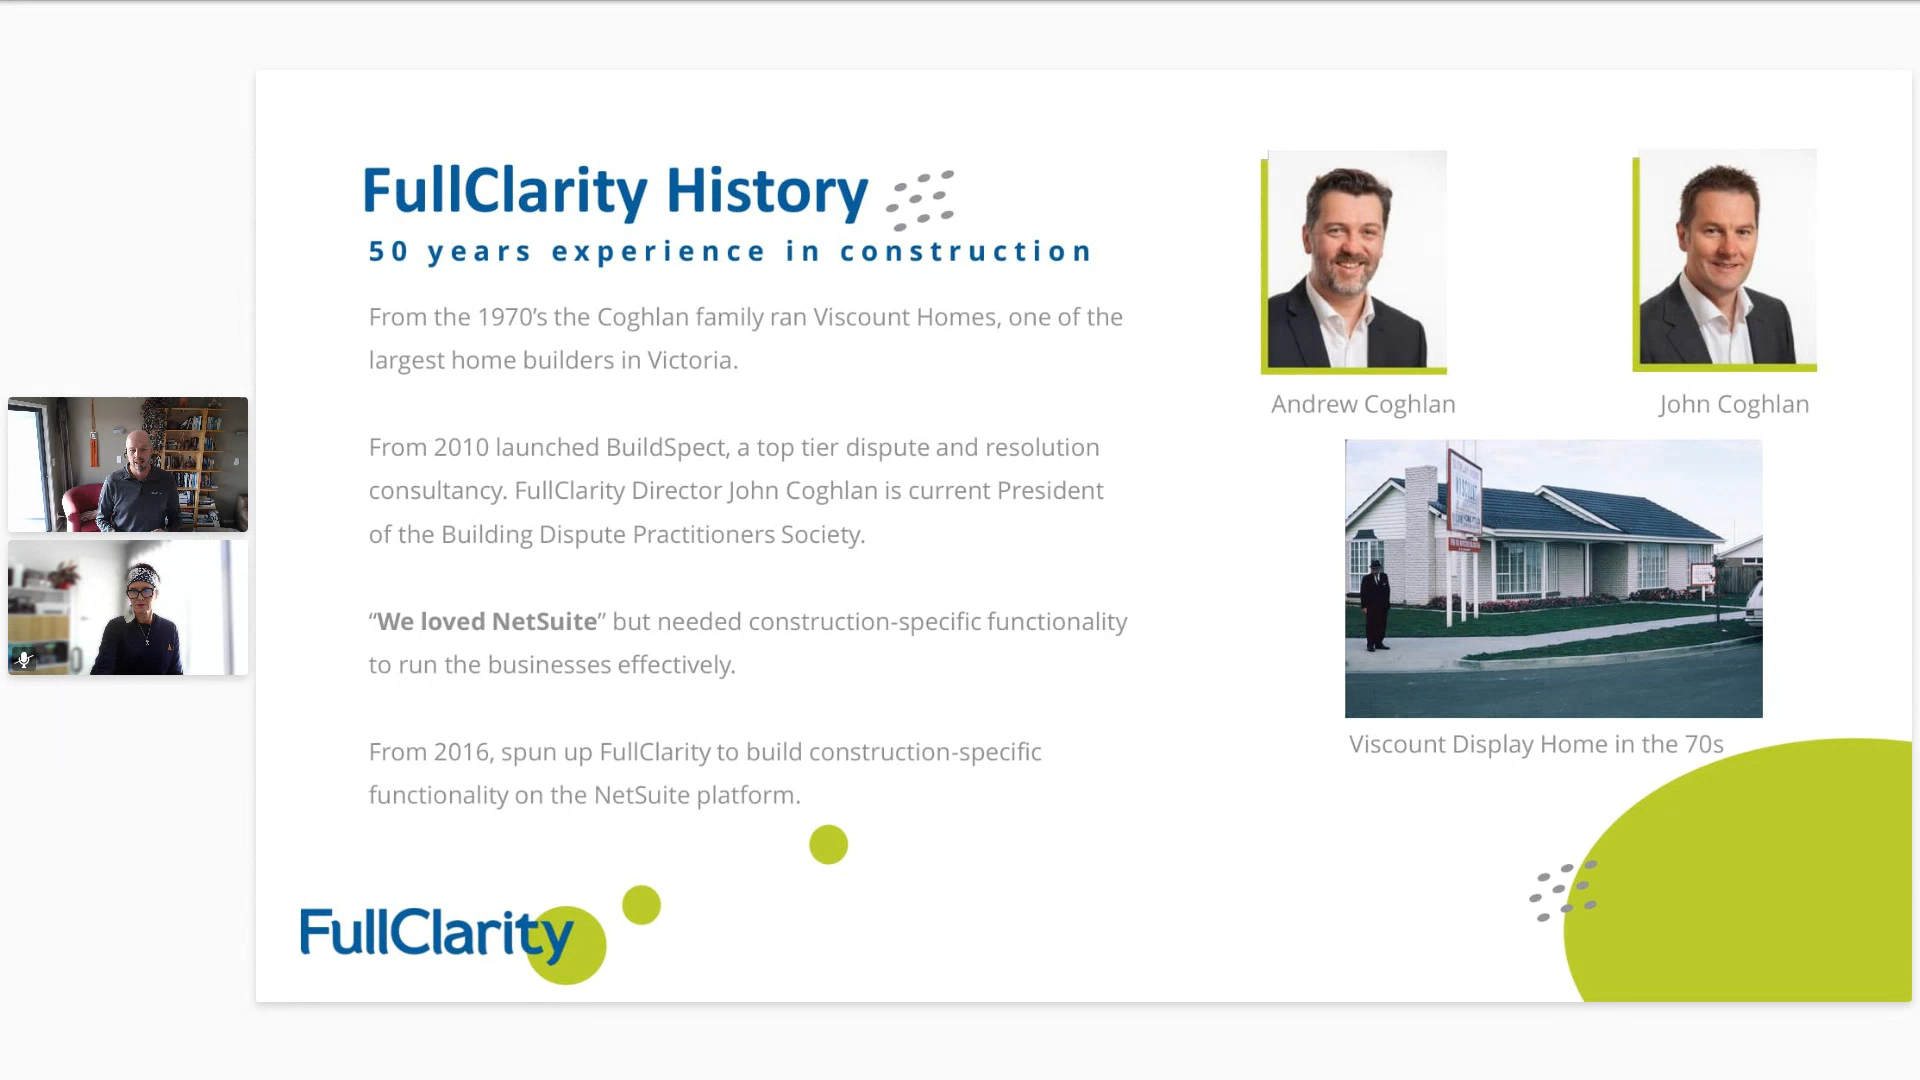 FullClarity History
50 years experience in construction
From the 1970’s the Coghlan family ran Viscount Homes, one of the
largest home builders in Victoria.
From 2010 launched BuildSpect, a top tier dispute and resolution
consultancy. FullClarity Director John Coghlan is current President
of the Building Dispute Practitioners Society.
“We loved NetSuite” but needed construction-specific functionality
to run the businesses effectively.
From 2016, spun up FullClarity to build construction-specific
functionality on the NetSuite platform.
Andrew Coghlan
John Coghlan
VISCOUNT
Viscount Display Home in the 70s
FullClarity